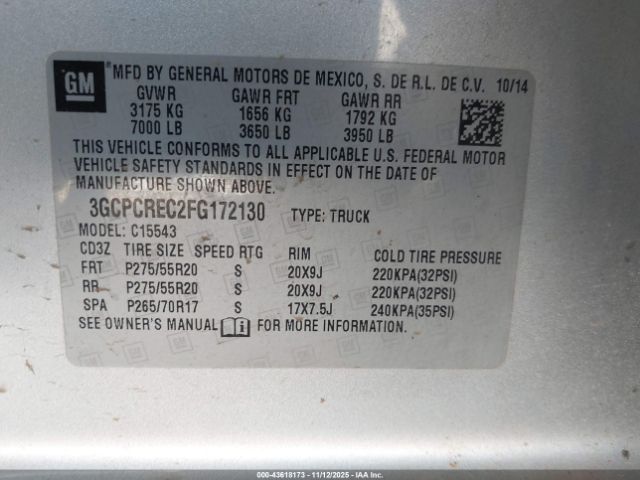 GM
*MFD BY GENERAL MOTORS DE MEXICO, S. DE R.L. DE C.V. 10/14
GVWR GAWR FRT GAWR RR
3175 KG 1656 KG 1792 KG
7000 LB 3650 LB 3950 LB
THIS VEHICLE CONFORMS TO ALL APPLICABLE U.S. FEDERAL MOTOR
VEHICLE SAFETY STANDARDS IN EFFECT ON THE DATE OF
MANUFACTURE SHOWN ABOVE.
3GCPCREC2FG172130 TYPE: TRUCK
MODEL: C15543
CD3Z TIRE SIZE SPEED RTG RIM COLD TIRE PRESSURE
FRT P275/55R20 S 20X9J 220KPA(32PSI)
RR P275/55R20 S 20X9J 220KPA(32PSI)
SPA P265/70R17 S 17X7.5J 240KPA(35PSI)
SEE OWNER'S MANUAL FOR MORE INFORMATION.
000-43618173 - 11/12/2025 - IAAI.COM